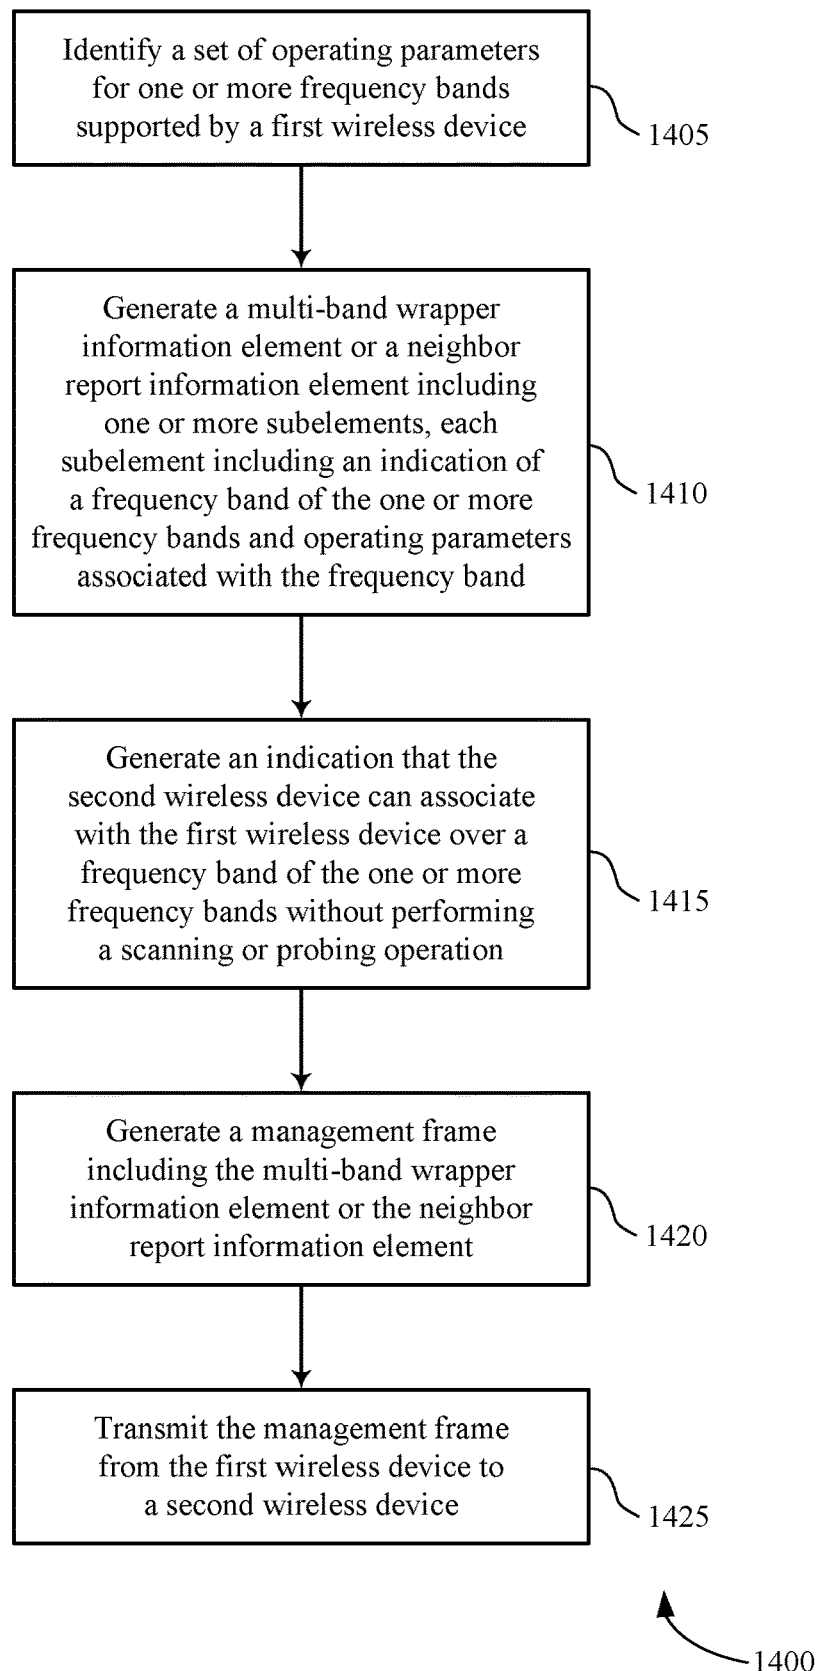 Identify a set of operating parameters
for one or more frequency bands
supported by a first wireless device
1405
Generate a multi-band wrapper
information element or a neighbor
report information element including
one or more subelements, each
subelement including an indication of
a frequency band of the one or more
frequency bands and operating parameters
associated with the frequency band
1410
Generate an indication that the
second wireless device can associate
with the first wireless device over a
frequency band of the one or more
frequency bands without performing
a scanning or probing operation
1415
Generate a management frame
including the multi-band wrapper
information element or the neighbor
report information element
1420
Transmit the management frame
from the first wireless device to
a second wireless device
1425
1400